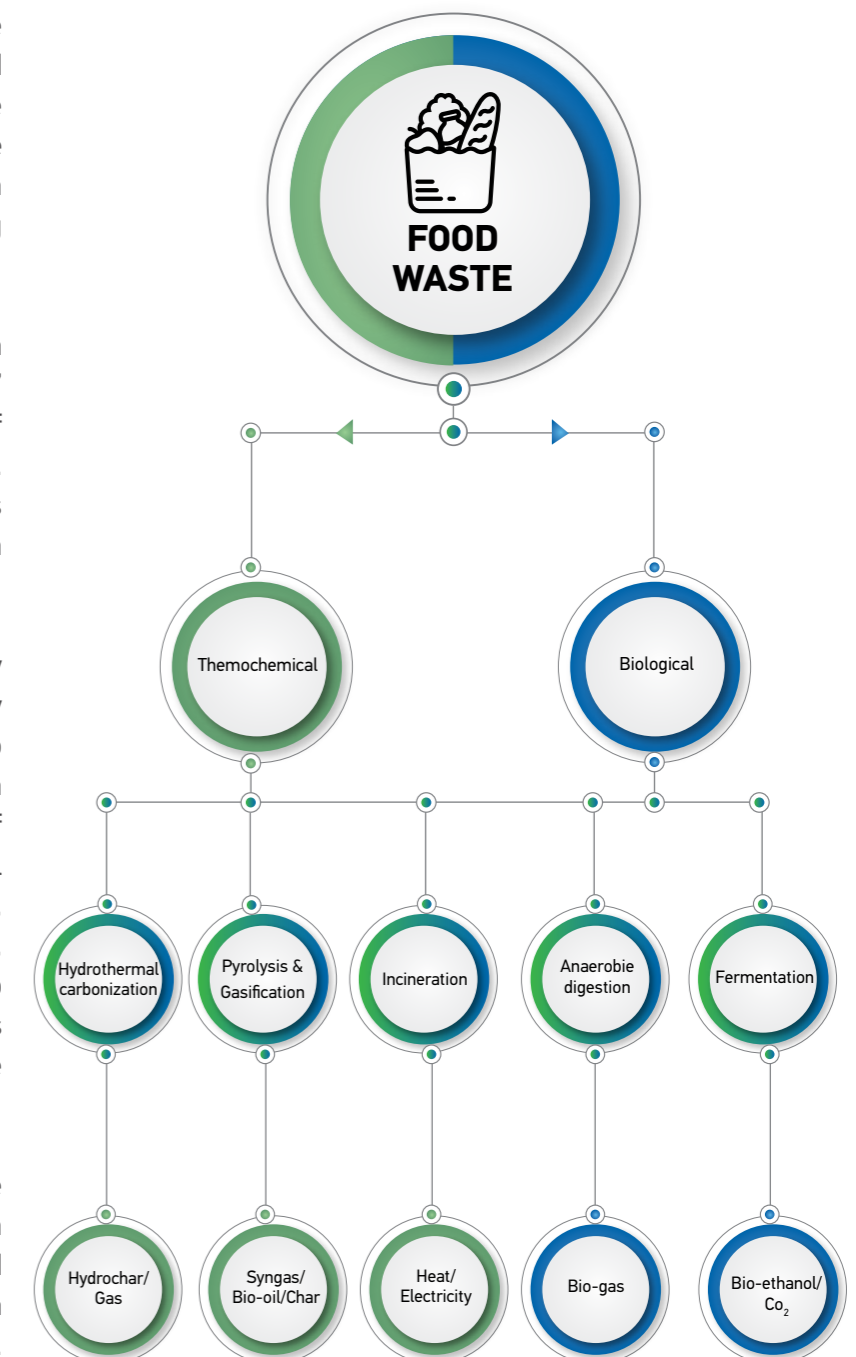 FOOD
WASTE
Themochemical
Biological
Hydrothermal
carbonization
Pyrolysis &
Gasification
Incineration
Anaerobie
digestion
Fermentation
Hydrochar/
Gas
Syngas/
Bio-oil/Char
Heat/
Electricity
Bio-gas
Bio-ethanol/
Co₂